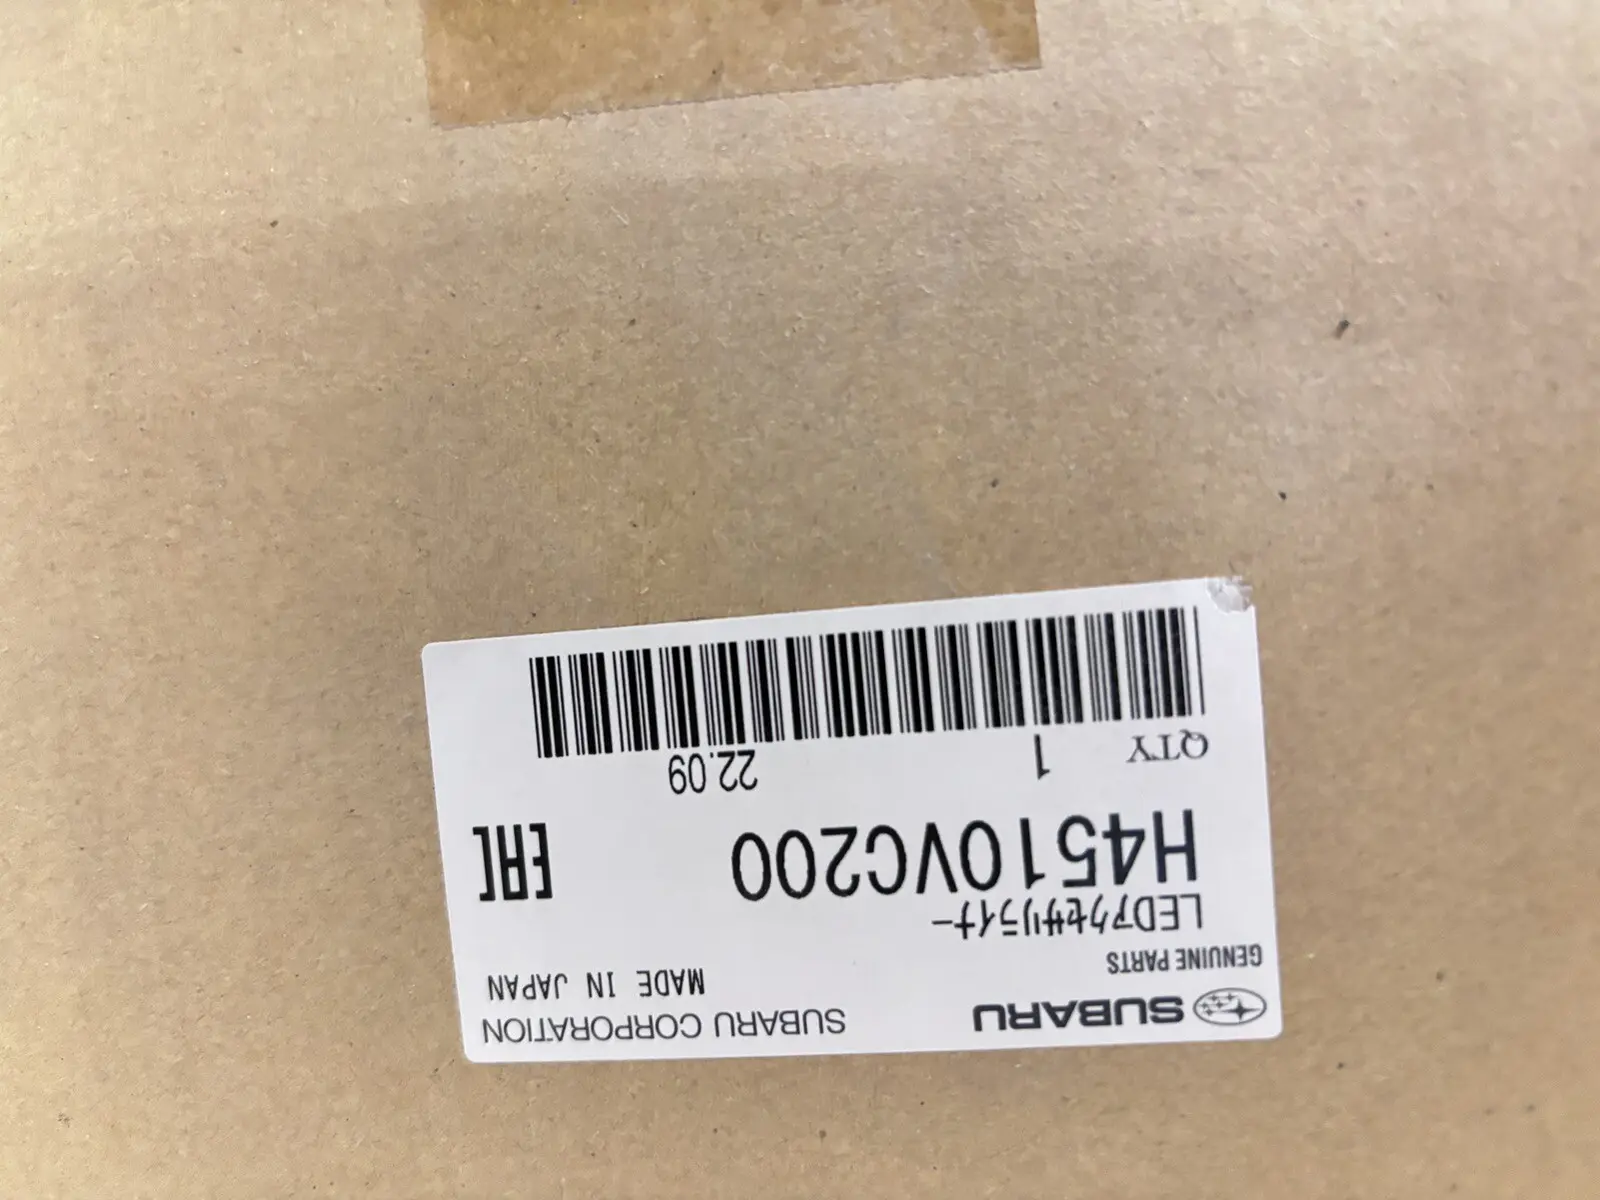 SUBARU
SUBARU CORPORATION
GENUINE PARTS
MADE IN JAPAN
LEDアクセサリライナー
H4510VC200
EAC
QTY 1 22.09